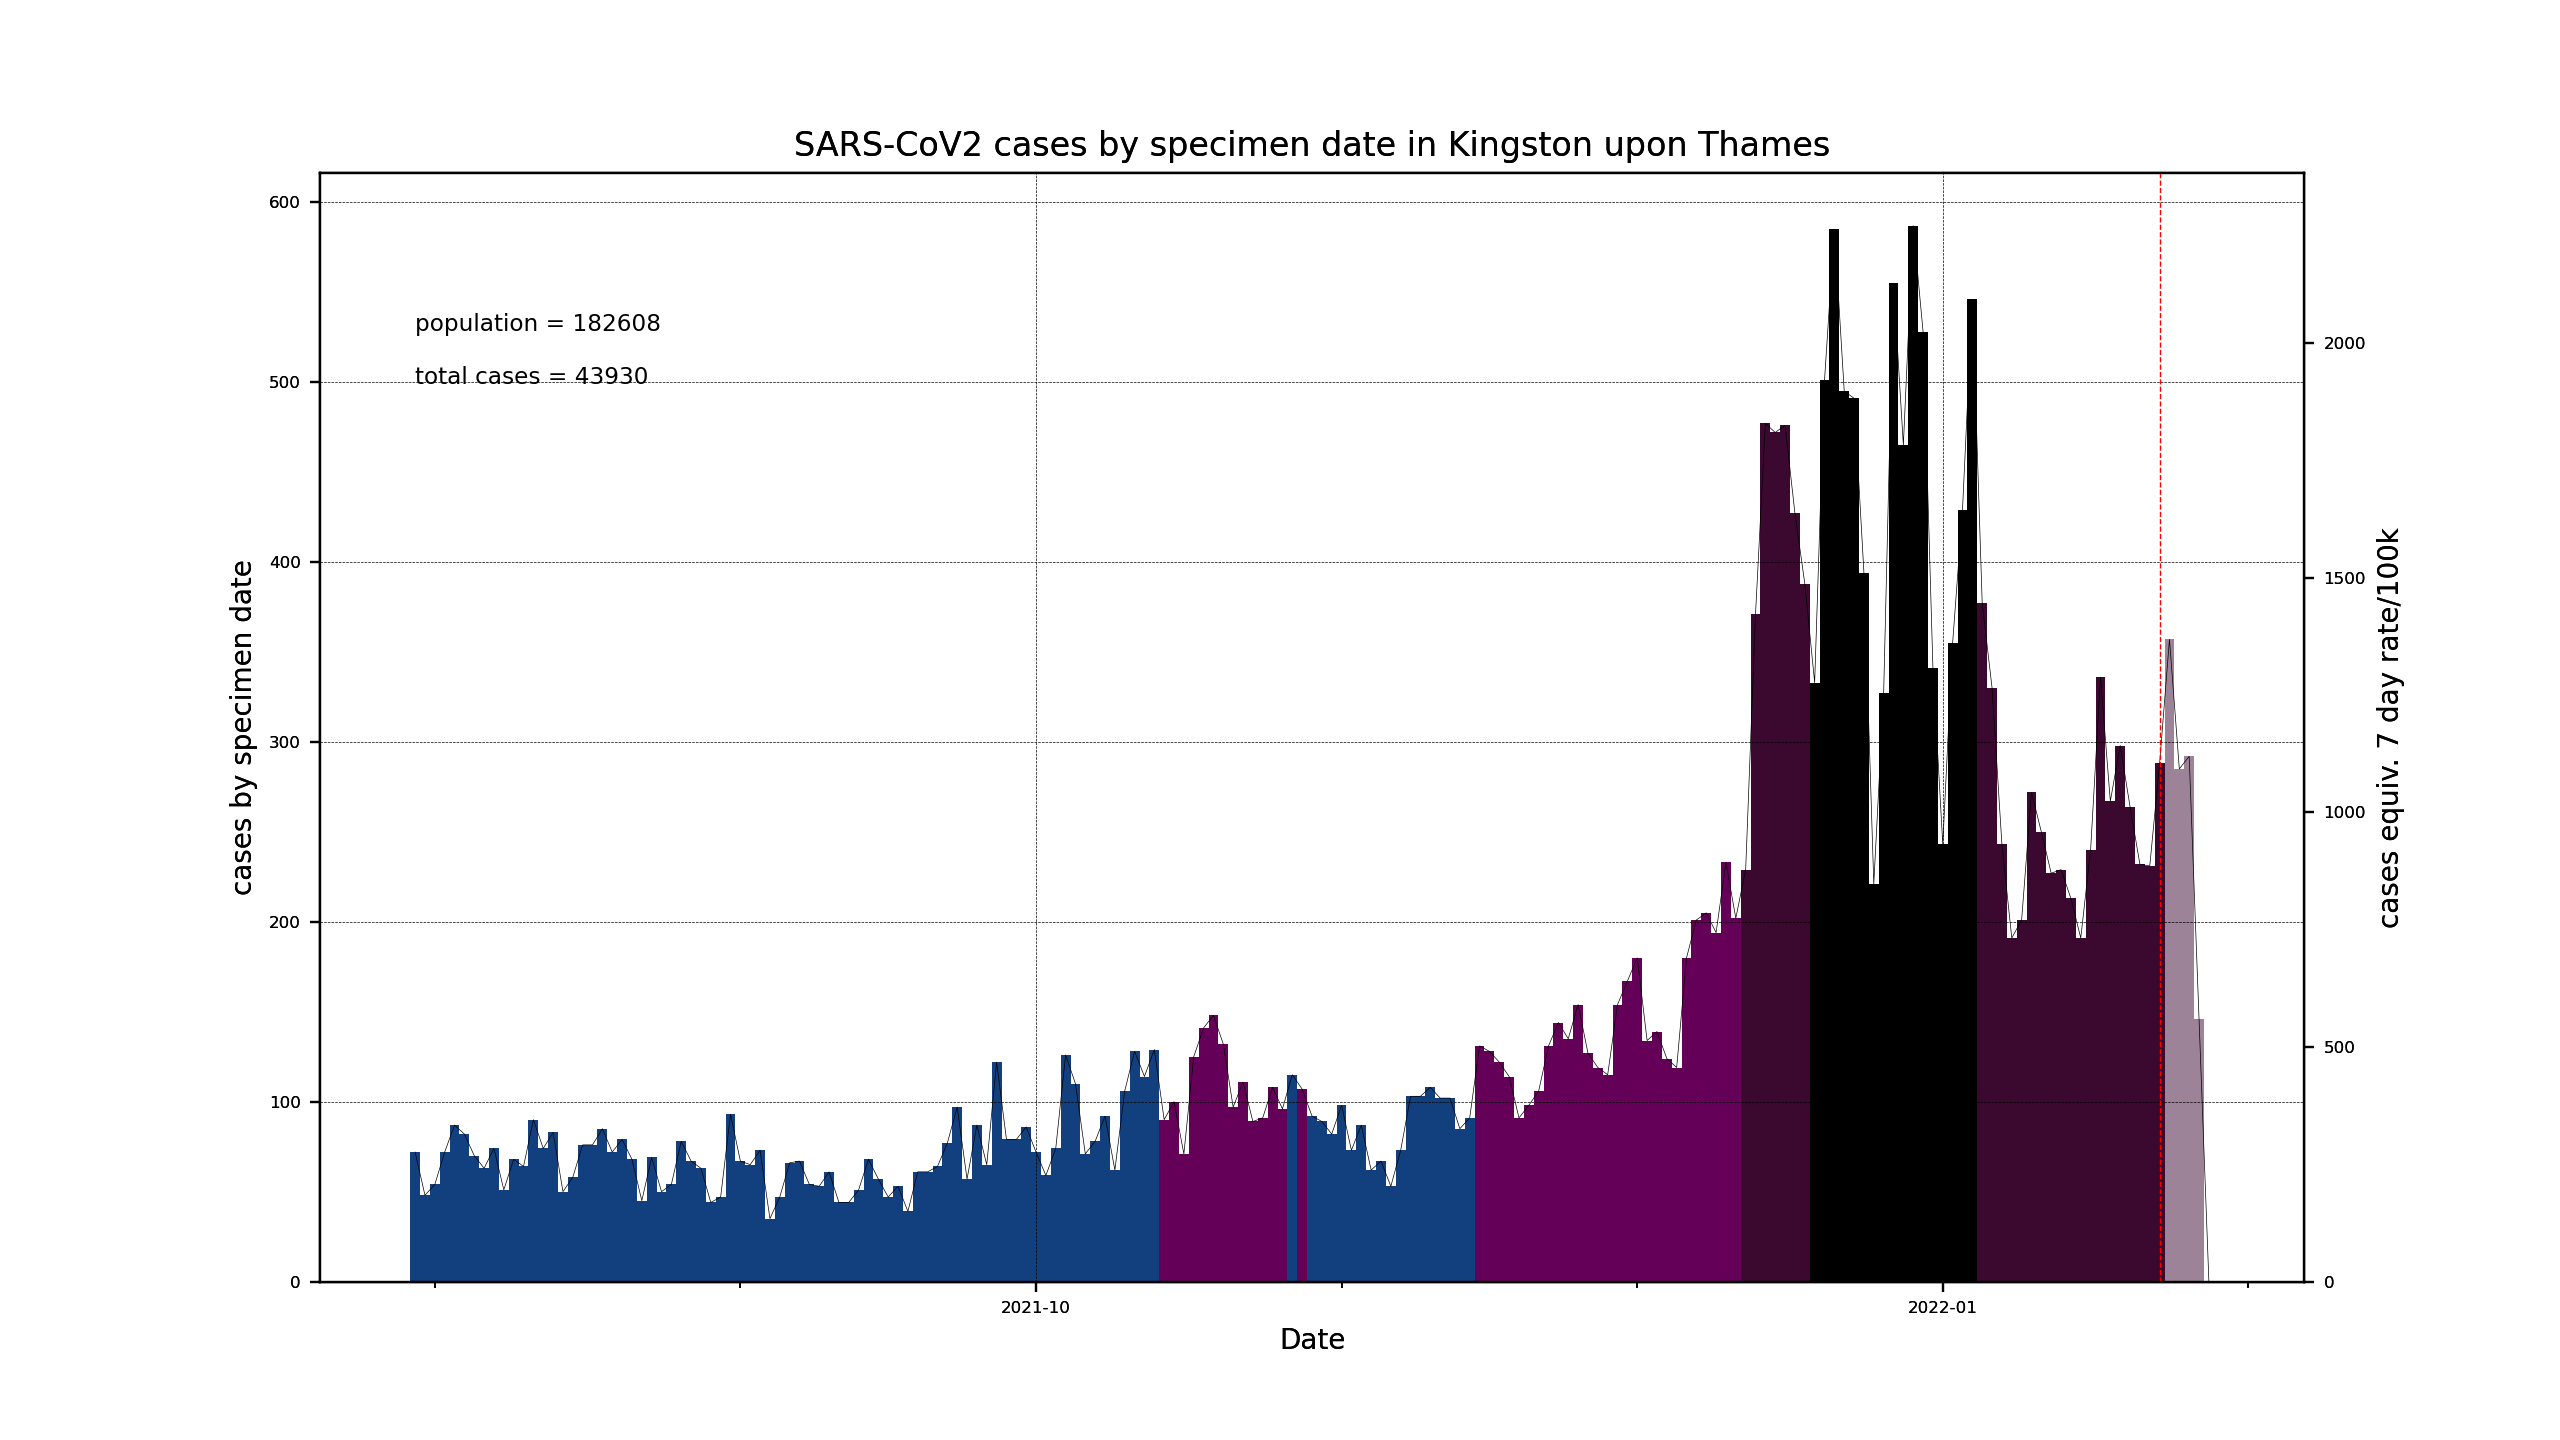 SARS-CoV2 cases by specimen date in Kingston upon Thames
600
500
400
300
200
100
0
cases by specimen date
population = 182608
total cases = 43930
2000
1500
1000
500
0
cases equiv. 7 day rate/100k
2021-10
2022-01
Date